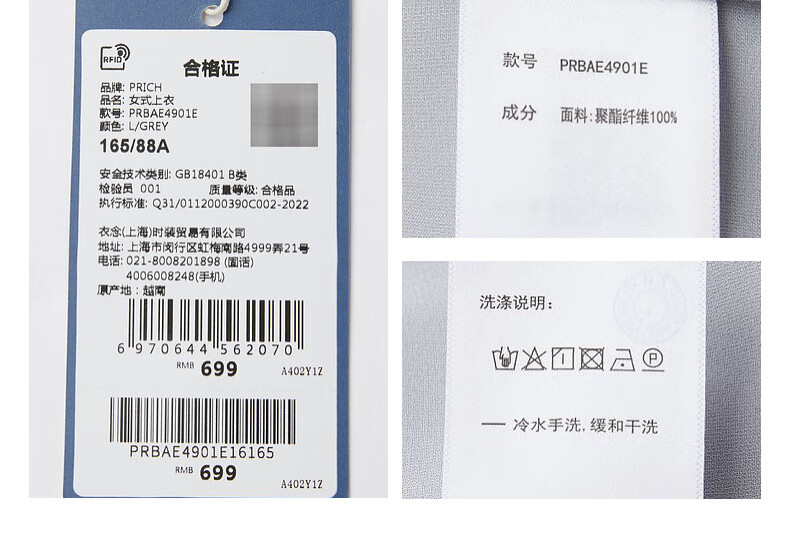 RFID
合格证
品牌: PRICH
品名: 女式上衣
款号: PRBAE4901E
颜色: L/GREY
165/88A
安全技术类别: GB18401 B类
检验员 001 质量等级: 合格品
执行标准: Q31/0112000390C002-2022
衣念(上海)时装贸易有限公司
地址: 上海市闵行区虹梅南路4999弄21号
电话: 021-8008201898 (固话)
4006008248(手机)
原产地: 越南
6 970644 562070
RMB 699 A402Y1Z
PRBAE4901E16165
RMB 699
A402Y1Z
款号 PRBAE4901E
成分 面料:聚酯纤维100%
洗涤说明:
P
一 冷水手洗,缓和干洗